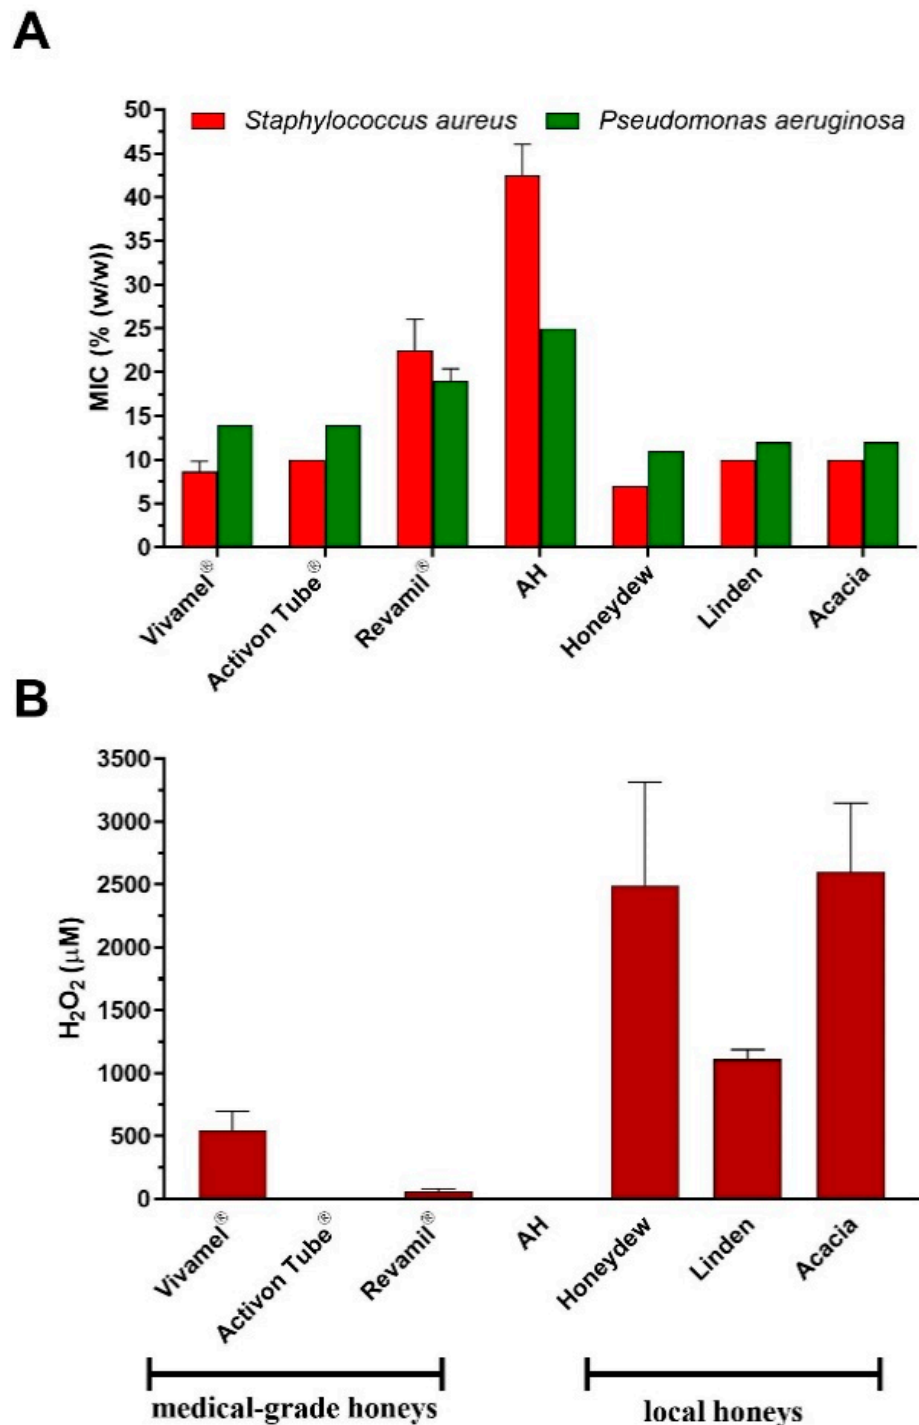 A
Staphylococcus aureus
Pseudomonas aeruginosa
MIC (% (w/w))
50
45
40
35
30
25
20
15
10
5
0
Vivamel®
Activon Tube®
Revamil®
AH
Honeydew
Linden
Acacia
B
H₂O₂ (μM)
3500
3000
2500
2000
1500
1000
500
0
Vivamel®
Activon Tube®
Revamil®
AH
Honeydew
Linden
Acacia
medical-grade honeys
local honeys